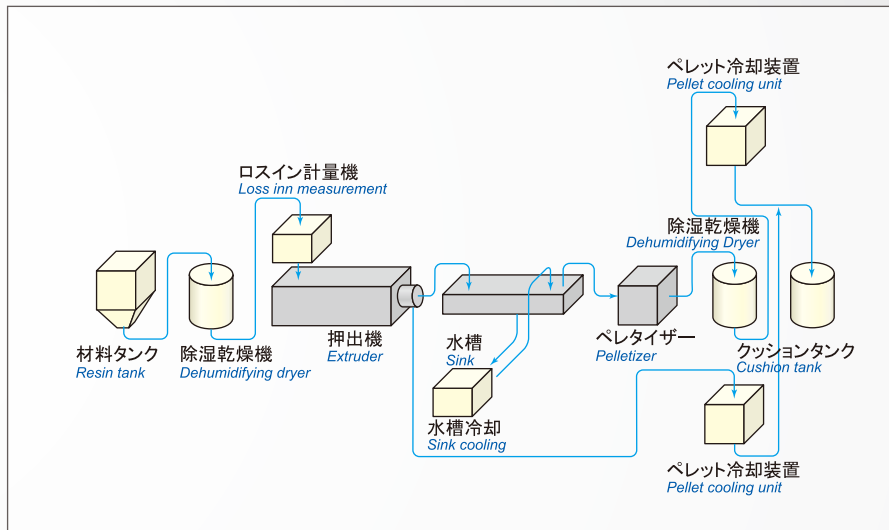 ペレット冷却装置
Pellet cooling unit
ロスイン計量機
Loss inn measurement
除湿乾燥機
Dehumidifying Dryer
材料タンク
Resin tank
除湿乾燥機
Dehumidifying dryer
押出機
Extruder
水槽
Sink
ペレタイザー
Pelletizer
クッションタンク
Cushion tank
水槽冷却
Sink cooling
ペレット冷却装置
Pellet cooling unit